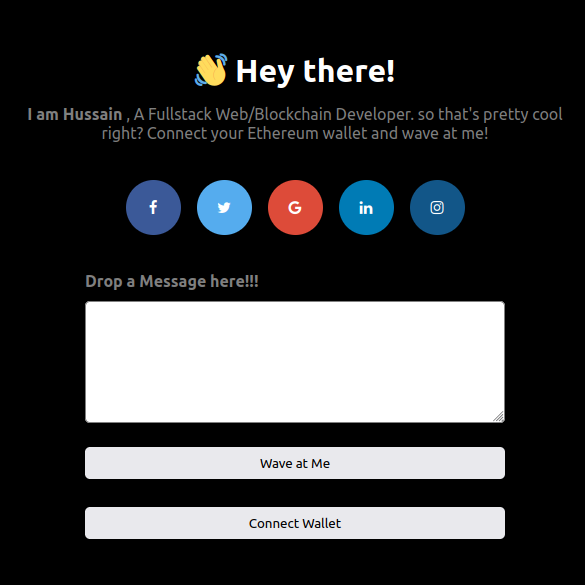 👋 Hey there!
I am Hussain , A Fullstack Web/Blockchain Developer. so that's pretty cool
right? Connect your Ethereum wallet and wave at me!
Drop a Message here!!!
Wave at Me
Connect Wallet